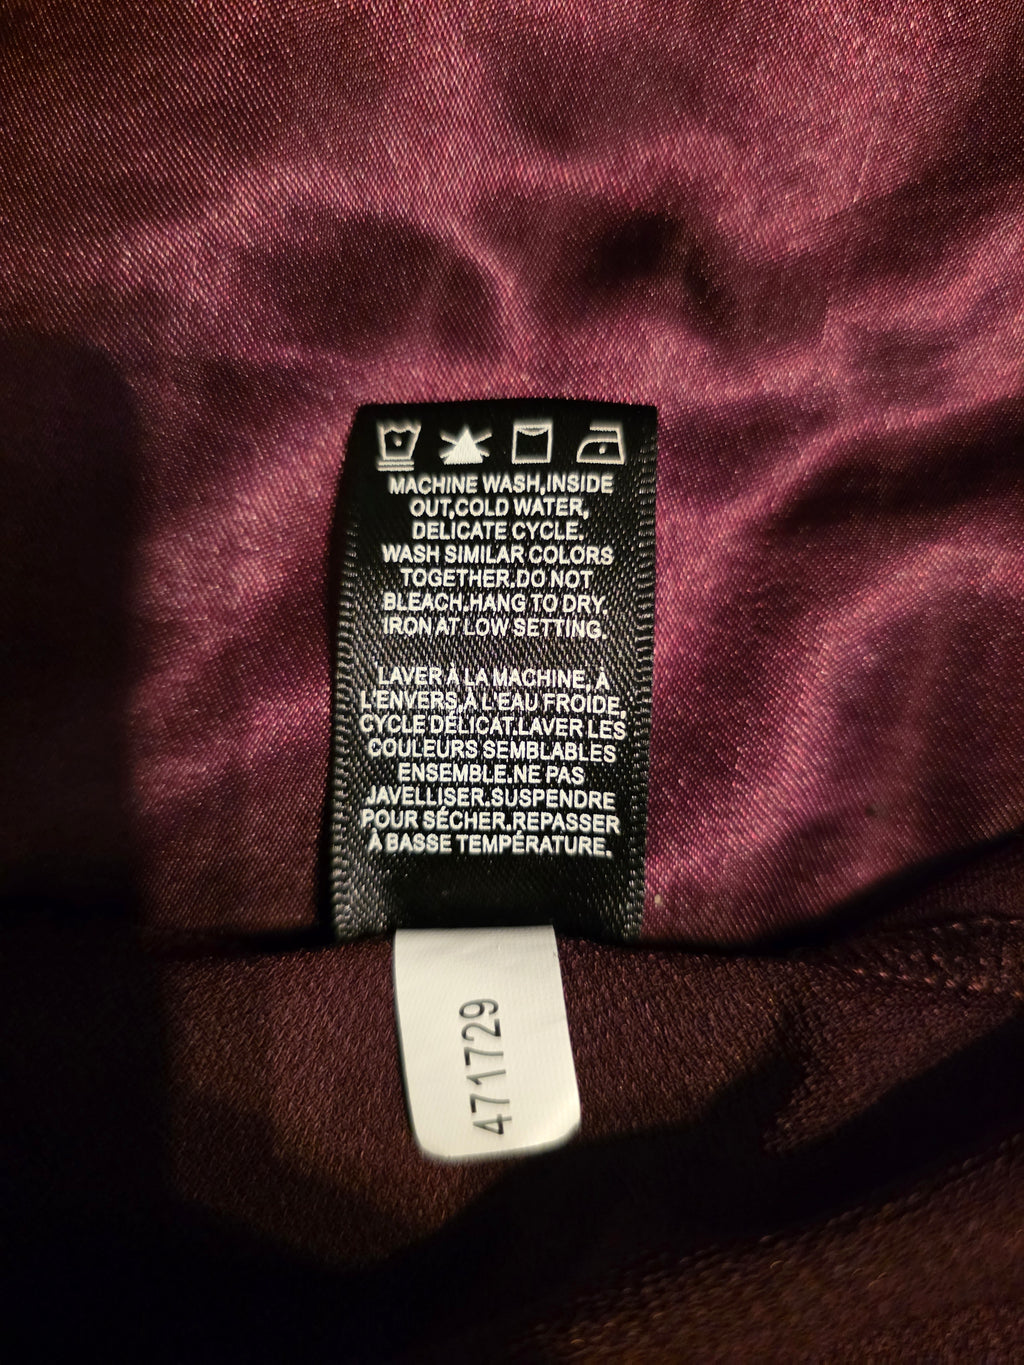 MACHINE WASH,INSIDE
OUT,COLD WATER,
DELICATE CYCLE.
WASH SIMILAR COLORS
TOGETHER.DO NOT
BLEACH.HANG TO DRY.
IRON AT LOW SETTING.
LAVER À LA MACHINE,À
L'ENVERS,À L'EAU FROIDE,
CYCLE DÉLICAT.LAVER LES
COULEURS SEMBLABLES
ENSEMBLE.NE PAS
JAVELLISER.SUSPENDRE
POUR SÉCHER.REPASSER
À BASSE TEMPÉRATURE.
471729